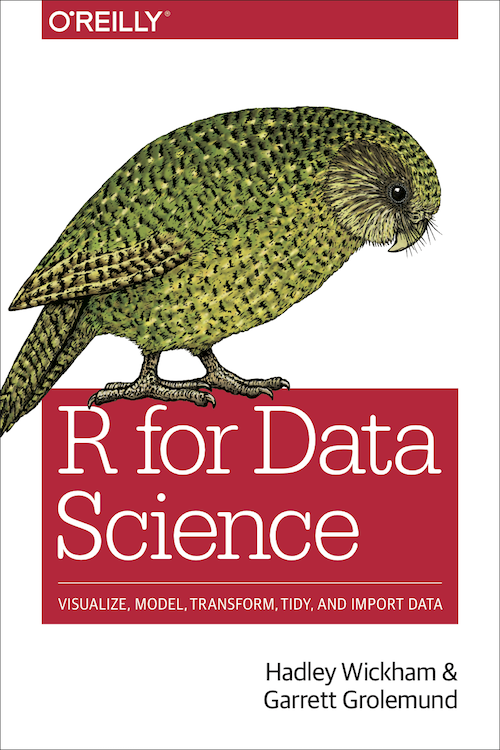 O'REILLY®
R for Data
Science
VISUALIZE, MODEL, TRANSFORM, TIDY, AND IMPORT DATA
Hadley Wickham &
Garrett Grolemund